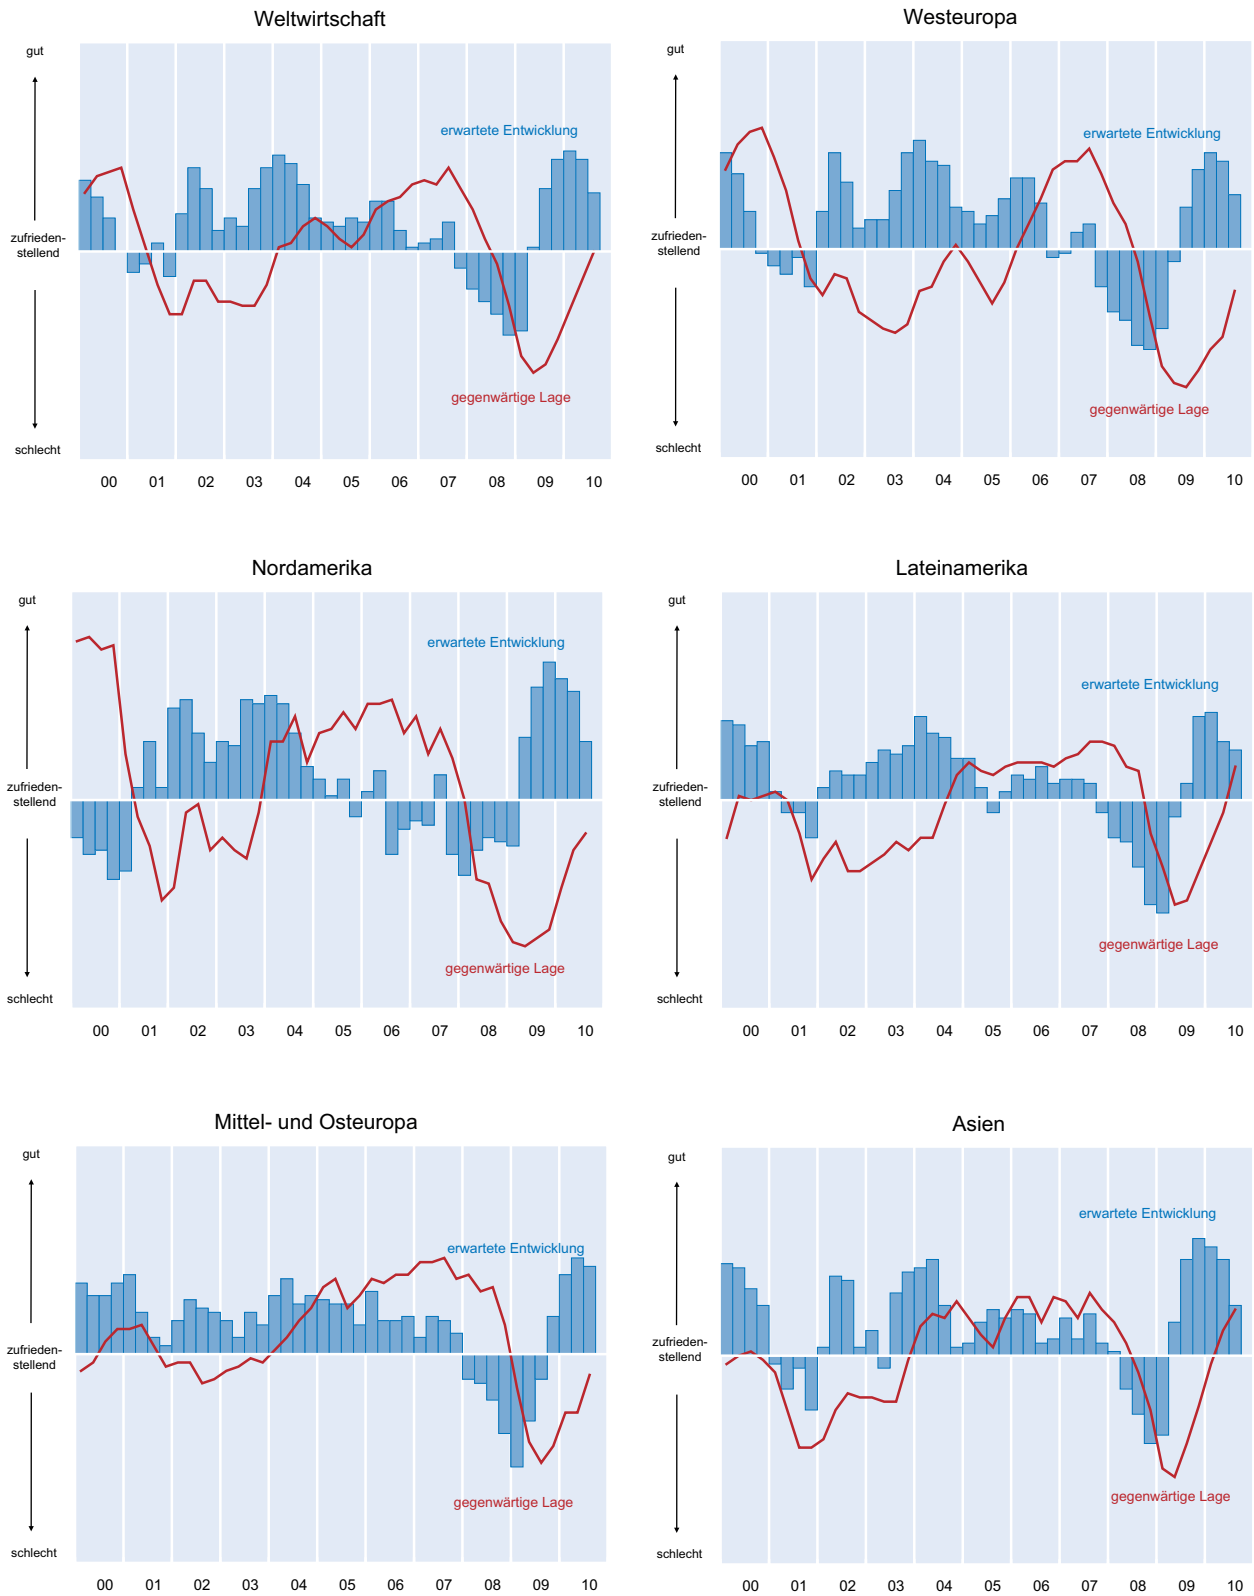 Weltwirtschaft
gut
erwartete Entwicklung
zufrieden-
stellend
gegenwärtige Lage
schlecht
00 01 02 03 04 05 06 07 08 09 10
Westeuropa
gut
erwartete Entwicklung
zufrieden-
stellend
gegenwärtige Lage
schlecht
00 01 02 03 04 05 06 07 08 09 10
Nordamerika
gut
erwartete Entwicklung
zufrieden-
stellend
gegenwärtige Lage
schlecht
00 01 02 03 04 05 06 07 08 09 10
Lateinamerika
gut
erwartete Entwicklung
zufrieden-
stellend
gegenwärtige Lage
schlecht
00 01 02 03 04 05 06 07 08 09 10
Mittel- und Osteuropa
gut
erwartete Entwicklung
zufrieden-
stellend
gegenwärtige Lage
schlecht
00 01 02 03 04 05 06 07 08 09 10
Asien
gut
erwartete Entwicklung
zufrieden-
stellend
gegenwärtige Lage
schlecht
00 01 02 03 04 05 06 07 08 09 10